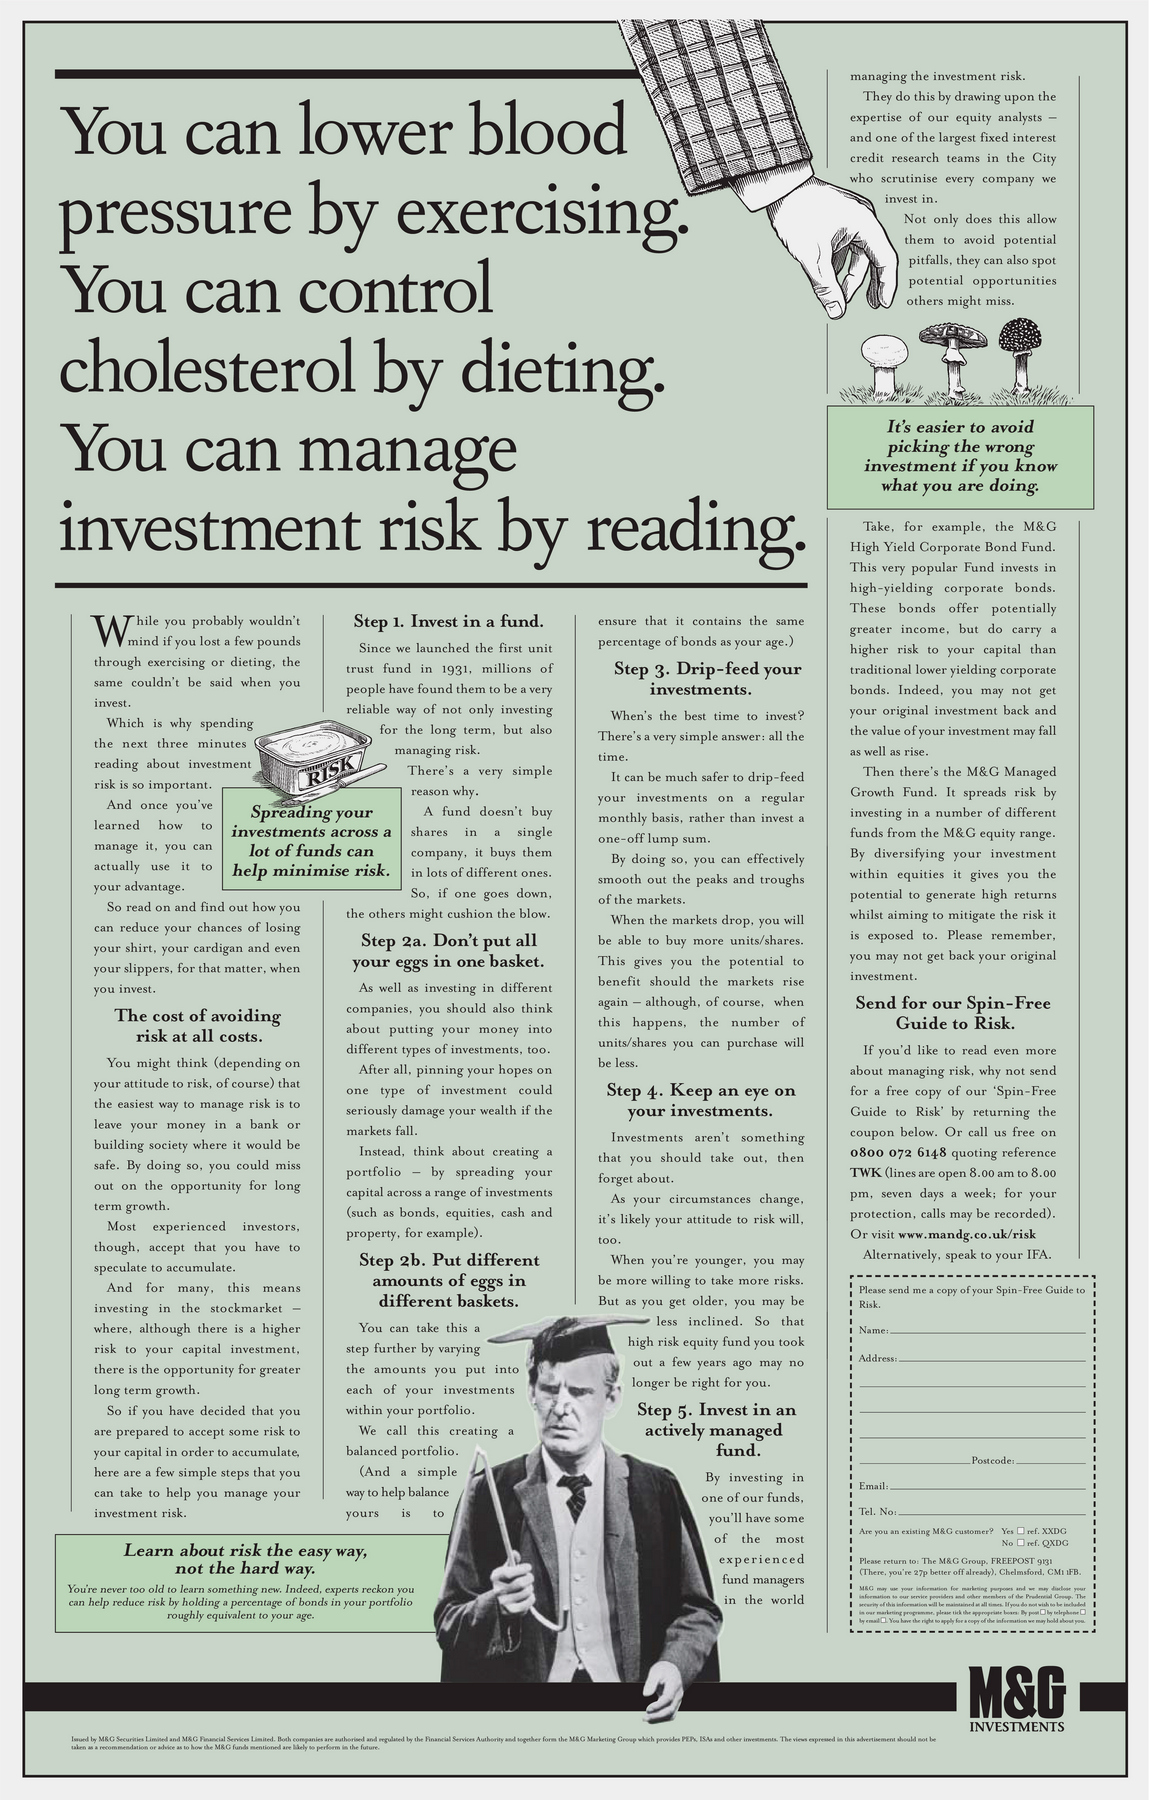 You can lower blood
pressure by exercising.
You can control
cholesterol by dieting.
You can manage
investment risk by reading.
While you probably wouldn't
mind if you lost a few pounds
through exercising or dieting, the
same couldn't be said when you
invest.
Which is why spending
the next three minutes
reading about investment
risk is so important.
And once you've
learned how to
manage it, you can
actually use it to
your advantage.
So read on and find out how you
can reduce your chances of losing
your shirt, your cardigan and even
your slippers, for that matter, when
you invest.
The cost of avoiding
risk at all costs.
You might think (depending on
your attitude to risk, of course) that
the easiest way to manage risk is to
leave your money in a bank or
building society where it would be
safe. By doing so, you could miss
out on the opportunity for long
term growth.
Most experienced investors,
though, accept that you have to
speculate to accumulate.
And for many, this means
investing in the stockmarket –
where, although there is a higher
risk to your capital investment,
there is the opportunity for greater
long term growth.
So if you have decided that you
are prepared to accept some risk to
your capital in order to accumulate,
here are a few simple steps that you
can take to help you manage your
investment risk.
RISK
Spreading your
investments across a
lot of funds can
help minimise risk.
Step 1. Invest in a fund.
Since we launched the first unit
trust fund in 1931, millions of
people have found them to be a very
reliable way of not only investing
for the long term, but also
managing risk.
There's a very simple
reason why.
A fund doesn't buy
shares in a single
company, it buys them
in lots of different ones.
So, if one goes down,
the others might cushion the blow.
Step 2a. Don't put all
your eggs in one basket.
As well as investing in different
companies, you should also think
about putting your money into
different types of investments, too.
After all, pinning your hopes on
one type of investment could
seriously damage your wealth if the
markets fall.
Instead, think about creating a
portfolio – by spreading your
capital across a range of investments
(such as bonds, equities, cash and
property, for example).
Step 2b. Put different
amounts of eggs in
different baskets.
You can take this a
step further by varying
the amounts you put into
each of your investments
within your portfolio.
We call this creating a
balanced portfolio.
(And a simple
way to help balance
yours is to
Learn about risk the easy way,
not the hard way.
You're never too old to learn something new. Indeed, experts reckon you
can help reduce risk by holding a percentage of bonds in your portfolio
roughly equivalent to your age.
ensure that it contains the same
percentage of bonds as your age.)
Step 3. Drip-feed your
investments.
When's the best time to invest?
There's a very simple answer: all the
time.
It can be much safer to drip-feed
your investments on a regular
monthly basis, rather than invest a
one-off lump sum.
By doing so, you can effectively
smooth out the peaks and troughs
of the markets.
When the markets drop, you will
be able to buy more units/shares.
This gives you the potential to
benefit should the markets rise
again – although, of course, when
this happens, the number of
units/shares you can purchase will
be less.
Step 4. Keep an eye on
your investments.
Investments aren't something
that you should take out, then
forget about.
As your circumstances change,
it's likely your attitude to risk will,
too.
When you're younger, you may
be more willing to take more risks.
But as you get older, you may be
less inclined. So that
high risk equity fund you took
out a few years ago may no
longer be right for you.
Step 5. Invest in an
actively managed
fund.
By investing in
one of our funds,
you'll have some
of the most
experienced
fund managers
in the world
managing the investment risk.
They do this by drawing upon the
expertise of our equity analysts –
and one of the largest fixed interest
credit research teams in the City
who scrutinise every company we
invest in.
Not only does this allow
them to avoid potential
pitfalls, they can also spot
potential opportunities
others might miss.
It's easier to avoid
picking the wrong
investment if you know
what you are doing.
Take, for example, the M&G
High Yield Corporate Bond Fund.
This very popular Fund invests in
high-yielding corporate bonds.
These bonds offer potentially
greater income, but do carry a
higher risk to your capital than
traditional lower yielding corporate
bonds. Indeed, you may not get
your original investment back and
the value of your investment may fall
as well as rise.
Then there's the M&G Managed
Growth Fund. It spreads risk by
investing in a number of different
funds from the M&G equity range.
By diversifying your investment
within equities it gives you the
potential to generate high returns
whilst aiming to mitigate the risk it
is exposed to. Please remember,
you may not get back your original
investment.
Send for our Spin-Free
Guide to Risk.
If you'd like to read even more
about managing risk, why not send
for a free copy of our 'Spin-Free
Guide to Risk' by returning the
coupon below. Or call us free on
0800 072 6148 quoting reference
TWK (lines are open 8.00 am to 8.00
pm, seven days a week; for your
protection, calls may be recorded).
Or visit www.mandg.co.uk/risk
Alternatively, speak to your IFA.
Please send me a copy of your Spin-Free Guide to
Risk.
Name:
Address:
Postcode:
Email:
Tel. No:
Are you an existing M&G customer? Yes ref. XXDG
No ref. QXDG
Please return to: The M&G Group, FREEPOST 9131
(There, you're 27p better off already), Chelmsford, CM1 1FB.
M&G may use your information for marketing purposes and we may disclose your
information to our service providers and other members of the Prudential Group. The
security of this information will be maintained at all times. If you do not wish to be included
in our marketing programme, please tick the appropriate boxes: By post by telephone
by email. You have the right to apply for a copy of the information we may hold about you.
M&G
INVESTMENTS
Issued by M&G Securities Limited and M&G Financial Services Limited. Both companies are authorised and regulated by the Financial Services Authority and together form the M&G Marketing Group which provides PEPs, ISAs and other investments. The views expressed in this advertisement should not be
taken as a recommendation or advice as to how the M&G funds mentioned are likely to perform in the future.